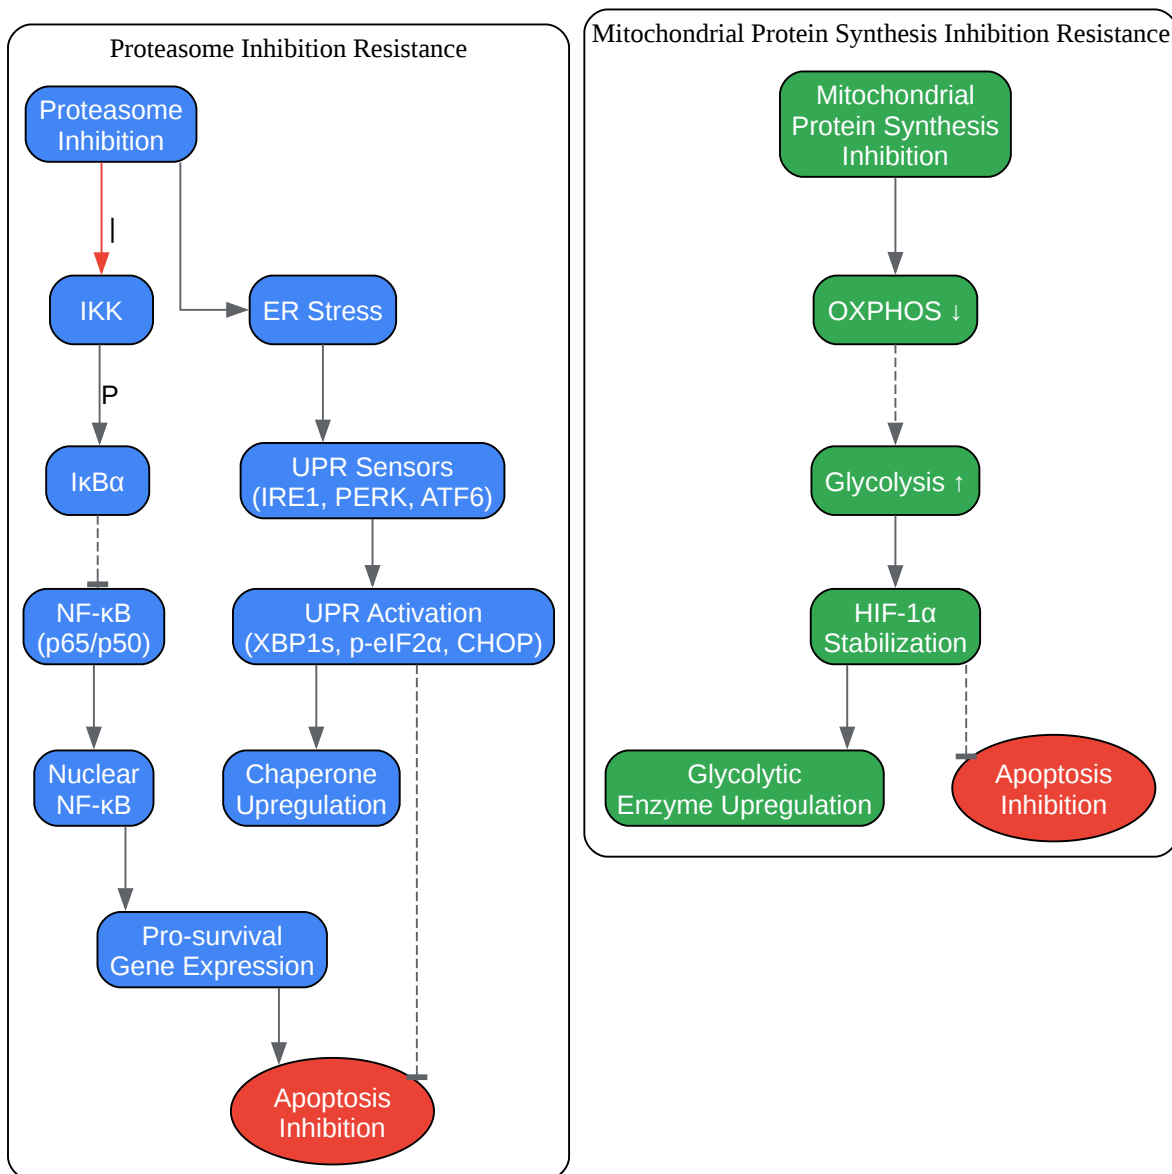 Proteasome Inhibition Resistance
Proteasome
Inhibition
|
IKK
ER Stress
P
IκBα
UPR Sensors
(IRE1, PERK, ATF6)
NF-κB
(p65/p50)
UPR Activation
(XBP1s, p-eIF2α, CHOP)
Nuclear
NF-κB
Chaperone
Upregulation
Pro-survival
Gene Expression
Apoptosis
Inhibition
Mitochondrial Protein Synthesis Inhibition Resistance
Mitochondrial
Protein Synthesis
Inhibition
OXPHOS ↓
Glycolysis ↑
HIF-1α
Stabilization
Glycolytic
Enzyme Upregulation
Apoptosis
Inhibition